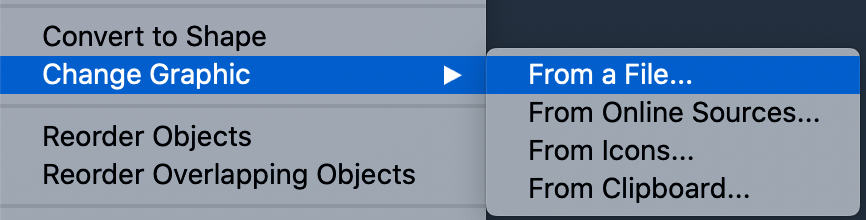 Convert to Shape
Change Graphic
From a File...
From Online Sources...
From Icons...
From Clipboard...
Reorder Objects
Reorder Overlapping Objects